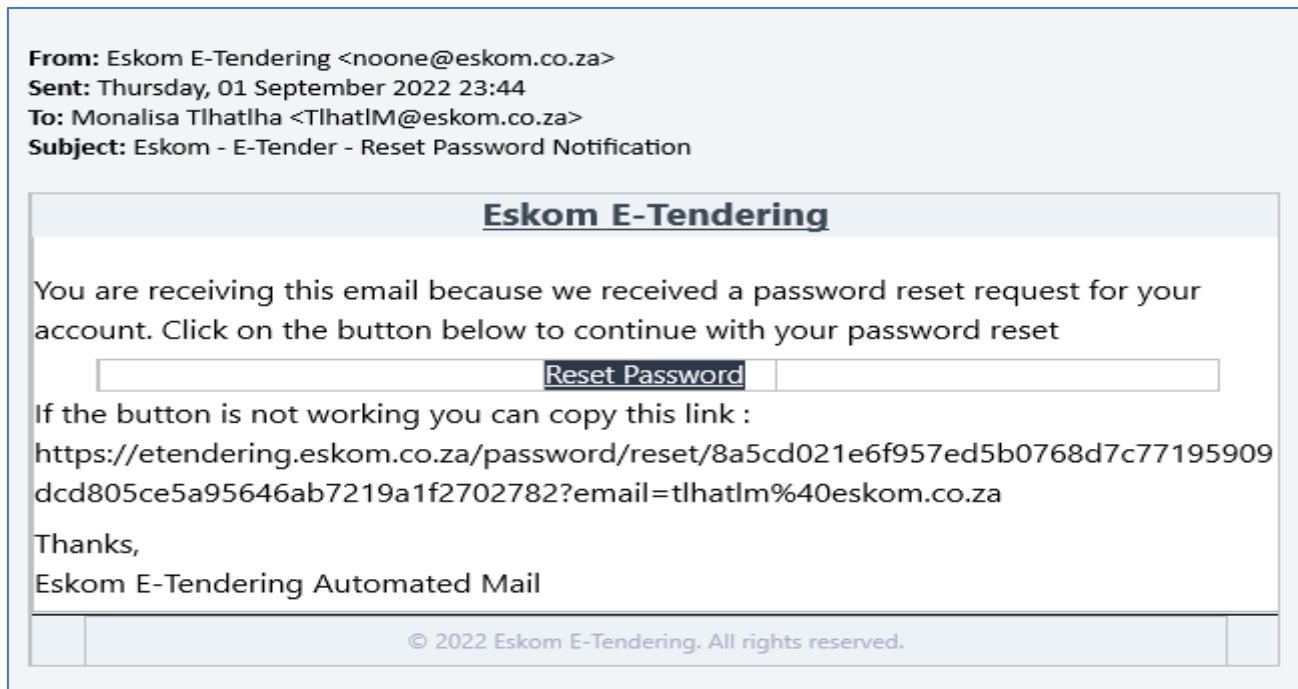 From: Eskom E-Tendering <noone@eskom.co.za>
Sent: Thursday, 01 September 2022 23:44
To: Monalisa Tlhatlha <TlhatlM@eskom.co.za>
Subject: Eskom - E-Tender - Reset Password Notification
Eskom E-Tendering
You are receiving this email because we received a password reset request for your
account. Click on the button below to continue with your password reset
Reset Password
If the button is not working you can copy this link :
https://etendering.eskom.co.za/password/reset/8a5cd021e6f957ed5b0768d7c77195909
dcd805ce5a95646ab7219a1f2702782?email=tlhatlm%40eskom.co.za
Thanks,
Eskom E-Tendering Automated Mail
© 2022 Eskom E-Tendering. All rights reserved.